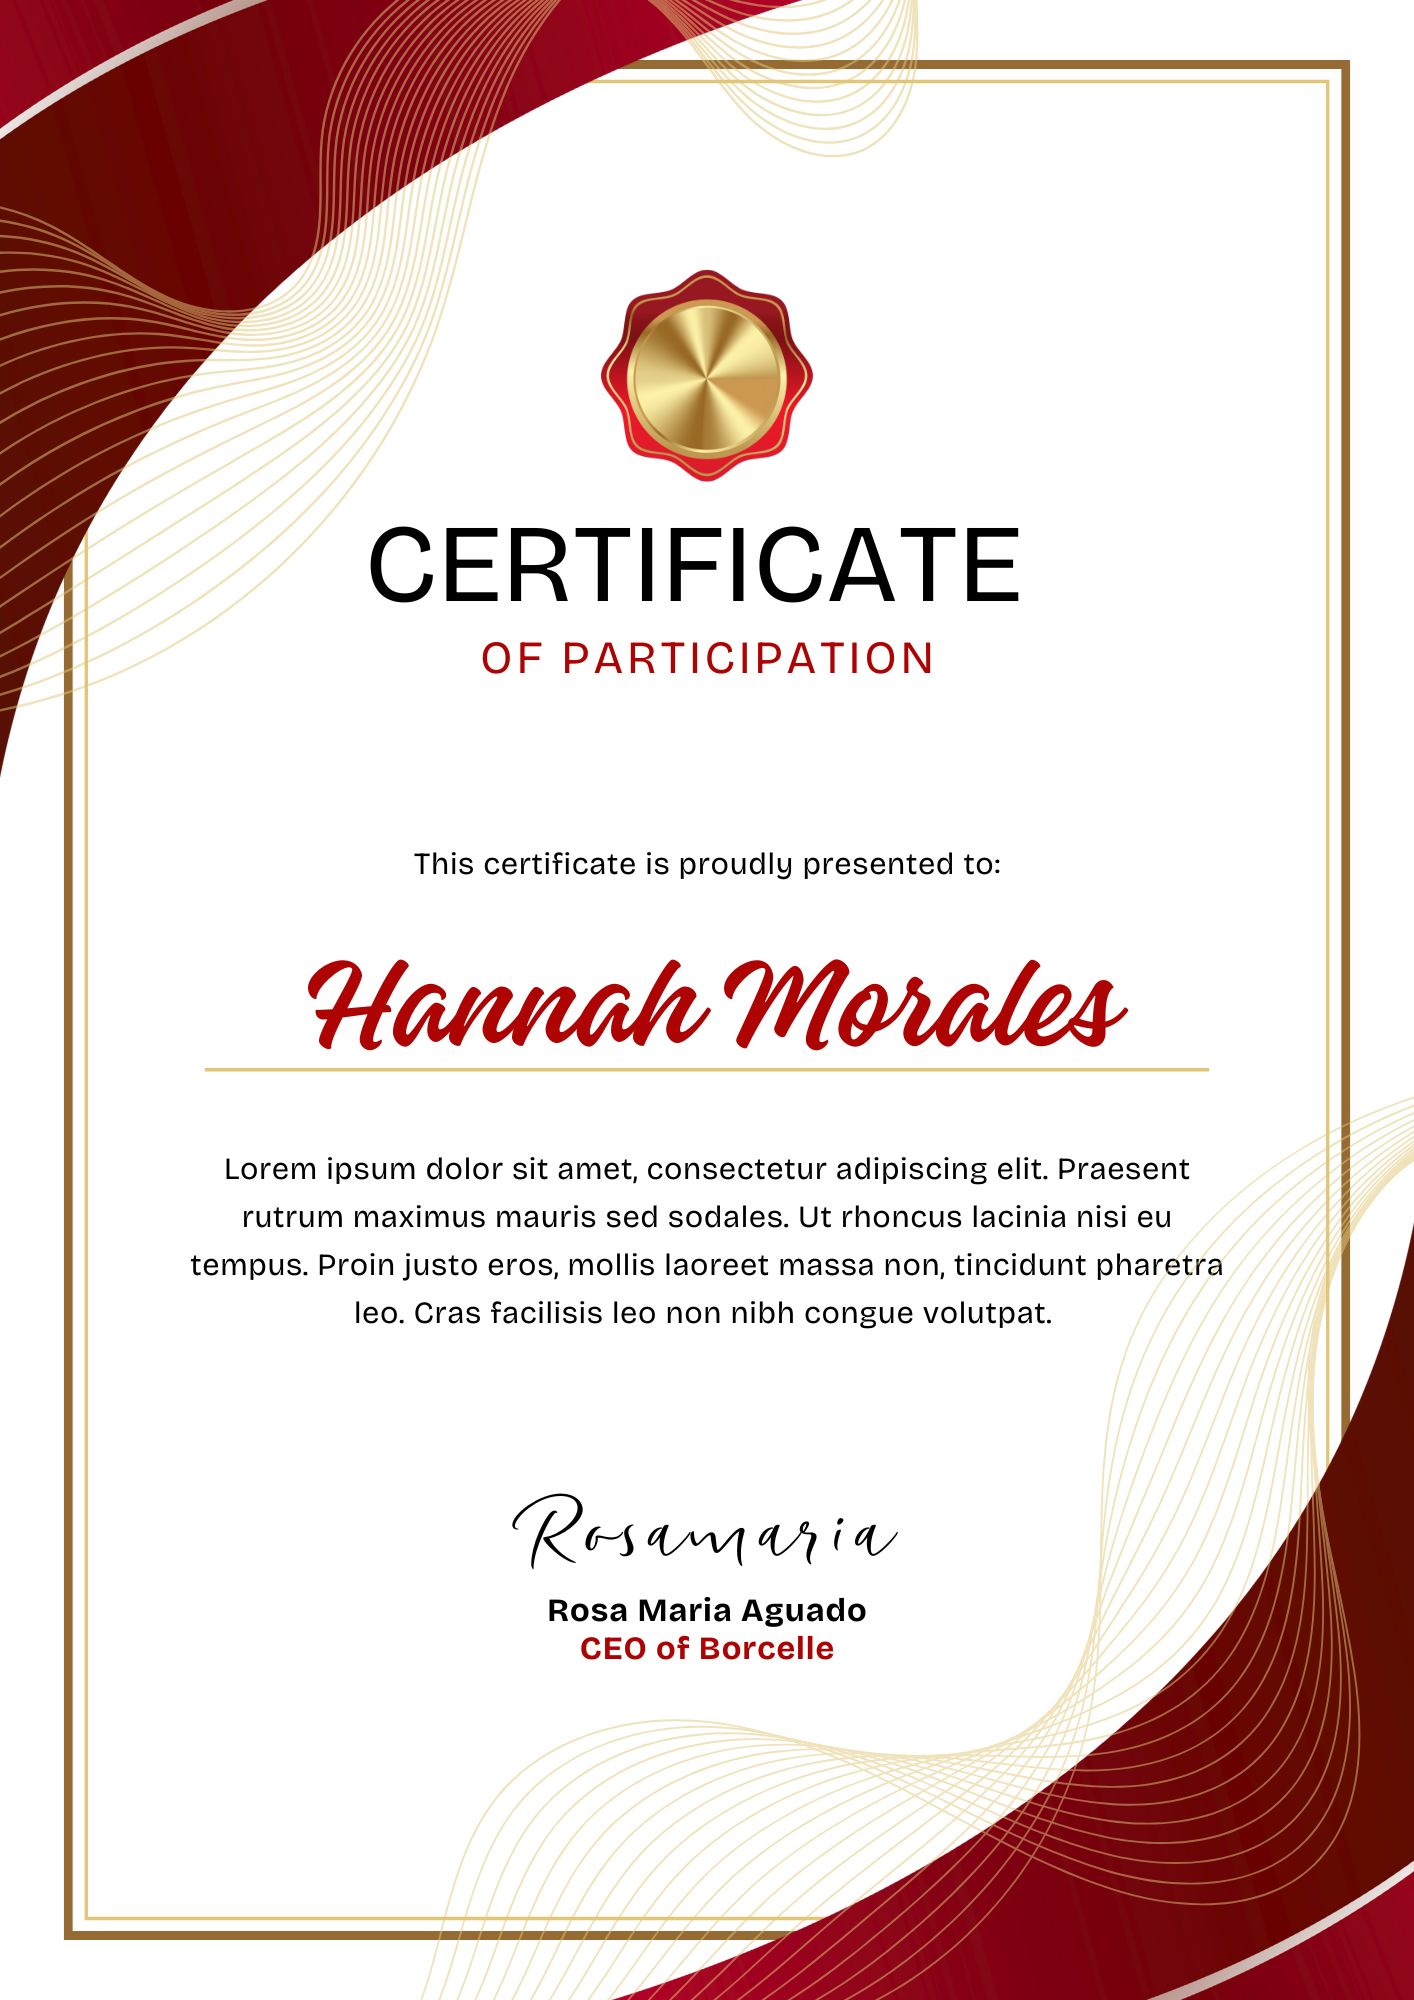 CERTIFICATE
OF PARTICIPATION
This certificate is proudly presented to:
Hannah Morales
Lorem ipsum dolor sit amet, consectetur adipiscing elit. Praesent
rutrum maximus mauris sed sodales. Ut rhoncus lacinia nisi eu
tempus. Proin justo eros, mollis laoreet massa non, tincidunt pharetra
leo. Cras facilisis leo non nibh congue volutpat.
Rosamaria
Rosa Maria Aguado
CEO of Borcelle